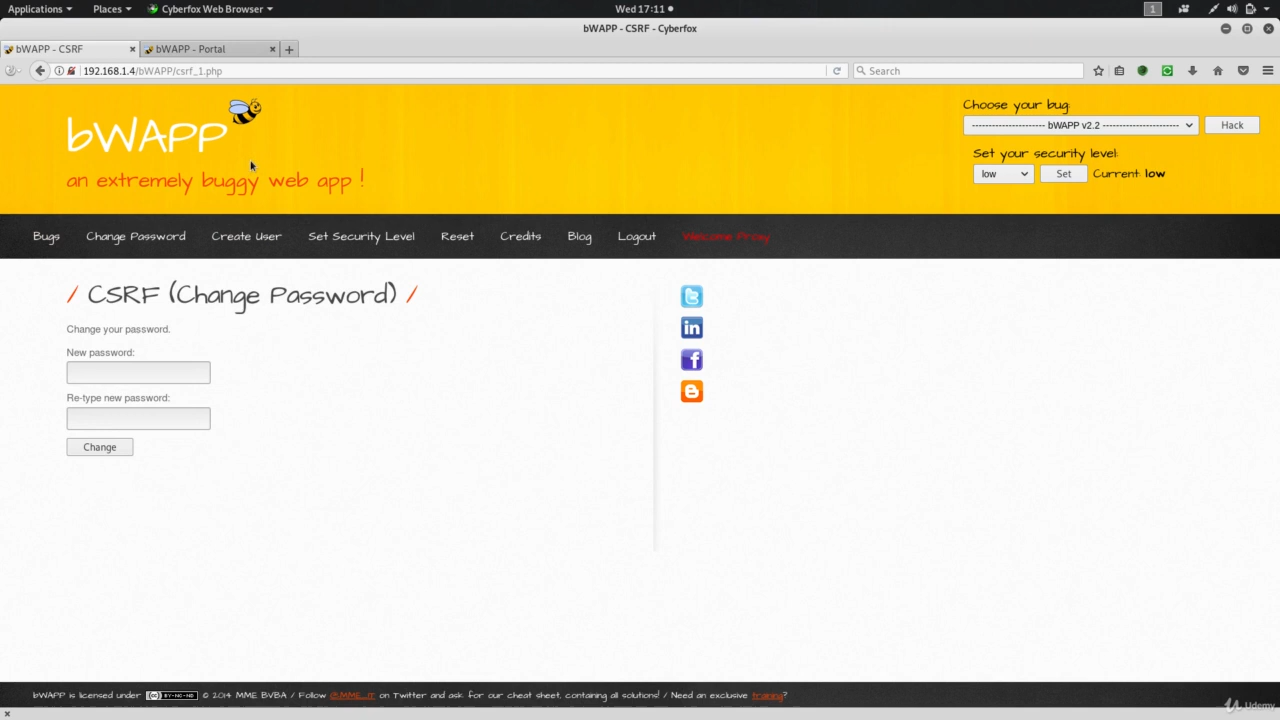 Applications Places Cyberfox Web Browser Wed 17:11 1
bWAPP - CSRF - Cyberfox
bWAPP - CSRF bWAPP - Portal
192.168.1.4/bWAPP/csrf_1.php Search
bWAPP
an extremely buggy web app !
Choose your bug:
---------------------- bWAPP v2.2 ----------------------- Hack
Set your security level:
low Set Current: low
Bugs Change Password Create User Set Security Level Reset Credits Blog Logout Welcome Proxy
/ CSRF (Change Password) /
Change your password.
New password:
Re-type new password:
Change
bWAPP is licensed under (cc) BY-NC-ND © 2014 MME BVBA / Follow @MME_IT on Twitter and ask for our cheat sheet, containing all solutions! / Need an exclusive training?
Udemy